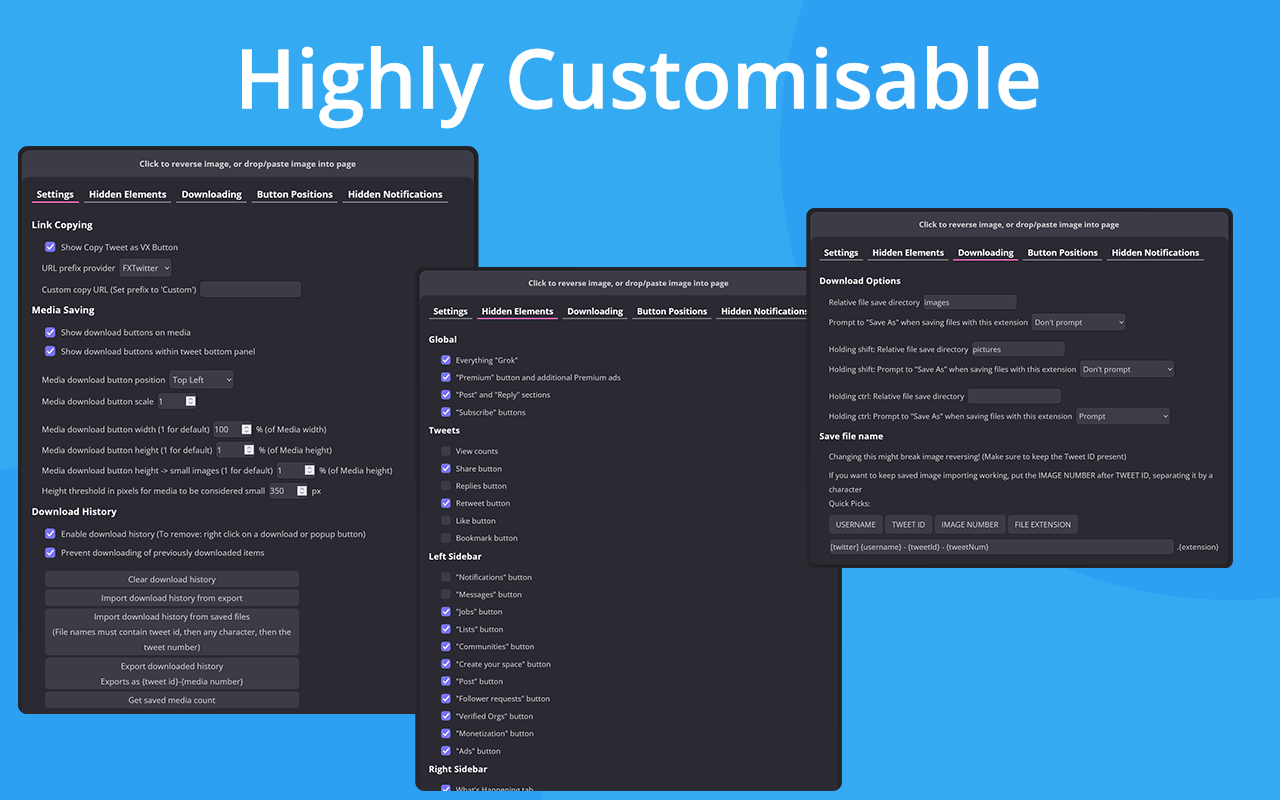 Highly Customisable
Click to reverse image, or drop/paste image into page
Settings Hidden Elements Downloading Button Positions Hidden Notifications
Link Copying
Show Copy Tweet as VX Button
URL prefix provider FXTwitter
Custom copy URL (Set prefix to 'Custom')
Media Saving
Show download buttons on media
Show download buttons within tweet bottom panel
Media download button position Top Left
Media download button scale 1
Media download button width (1 for default) 100 % (of Media width)
Media download button height (1 for default) 1 % (of Media height)
Media download button height -> small images (1 for default) 1 % (of Media height)
Height threshold in pixels for media to be considered small 350 px
Download History
Enable download history (To remove: right click on a download or popup button)
Prevent downloading of previously downloaded items
Clear download history
Import download history from export
Import download history from saved files
(File names must contain tweet id, then any character, then the
tweet number)
Export downloaded history
Exports as {tweet id}-{media number}
Get saved media count
Click to reverse image, or drop/paste image into page
Settings Hidden Elements Downloading Button Positions Hidden Notifications
Global
Everything "Grok"
"Premium" button and additional Premium ads
"Post" and "Reply" sections
"Subscribe" buttons
Tweets
View counts
Share button
Replies button
Retweet button
Like button
Bookmark button
Left Sidebar
"Notifications" button
"Messages" button
"Jobs" button
"Lists" button
"Communities" button
"Create your space" button
"Post" button
"Follower requests" button
"Verified Orgs" button
"Monetization" button
"Ads" button
Right Sidebar
What's Happening tab
Click to reverse image, or drop/paste image into page
Settings Hidden Elements Downloading Button Positions Hidden Notifications
Download Options
Relative file save directory images
Prompt to "Save As" when saving files with this extension Don't prompt
Holding shift: Relative file save directory pictures
Holding shift: Prompt to "Save As" when saving files with this extension Don't prompt
Holding ctrl: Relative file save directory
Holding ctrl: Prompt to "Save As" when saving files with this extension Prompt
Save file name
Changing this might break image reversing! (Make sure to keep the Tweet ID present)
If you want to keep saved image importing working, put the IMAGE NUMBER after TWEET ID, separating it by a
character
Quick Picks:
USERNAME TWEET ID IMAGE NUMBER FILE EXTENSION
[twitter] {username} - {tweetId} - {tweetNum} .{extension}